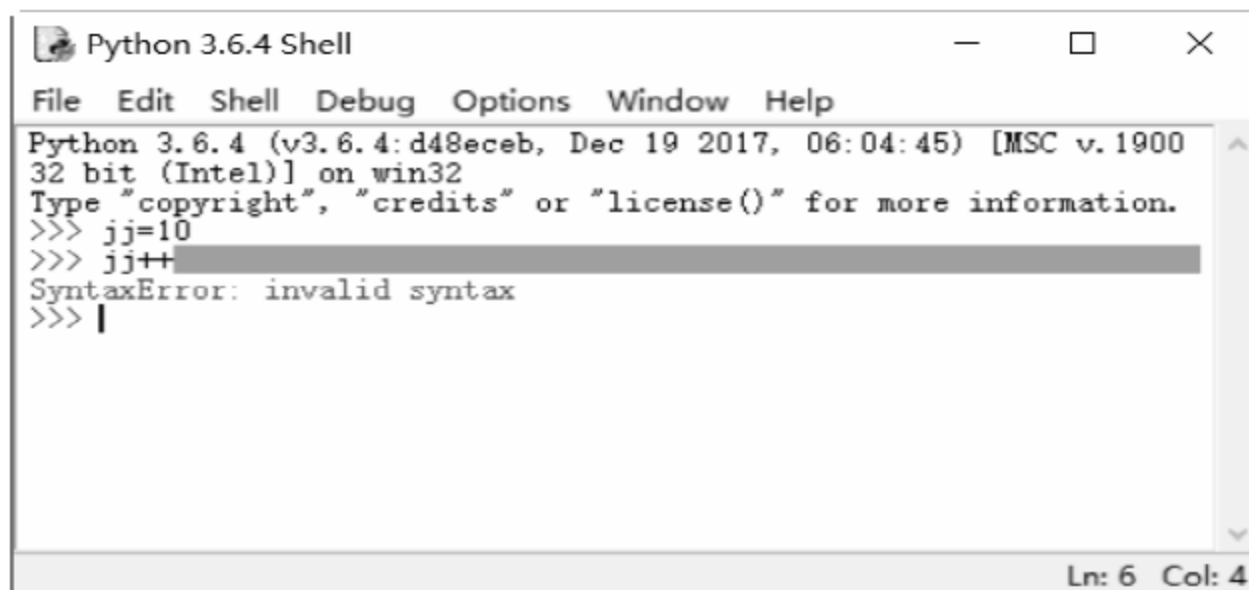 Python 3.6.4 Shell
File Edit Shell Debug Options Window Help
Python 3.6.4 (v3.6.4:d48eceb, Dec 19 2017, 06:04:45) [MSC v.1900
32 bit (Intel)] on win32
Type "copyright", "credits" or "license()" for more information.
>>> jj=10
>>> jj++
SyntaxError: invalid syntax
>>>
Ln: 6 Col: 4